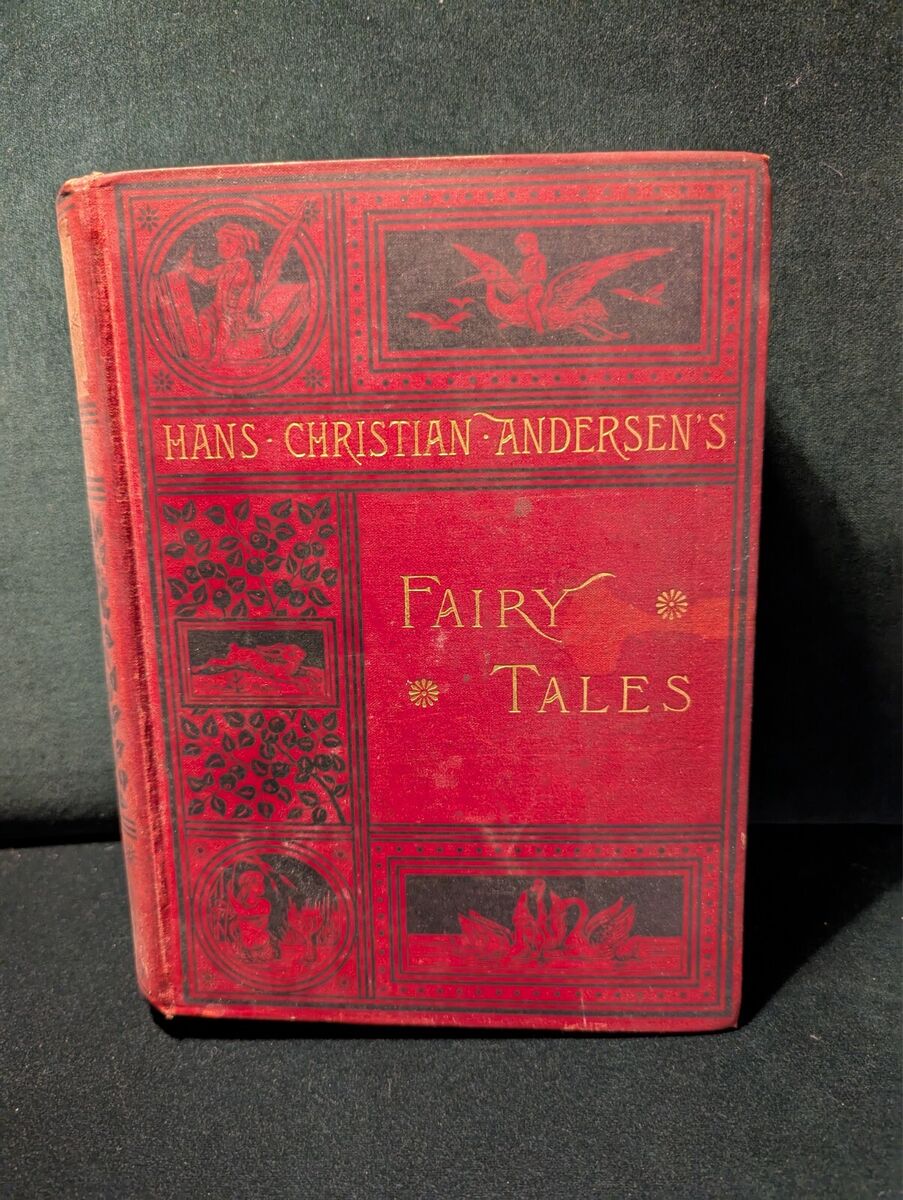 HANS · CHRISTIAN · ANDERSEN'S
FAIRY
TALES